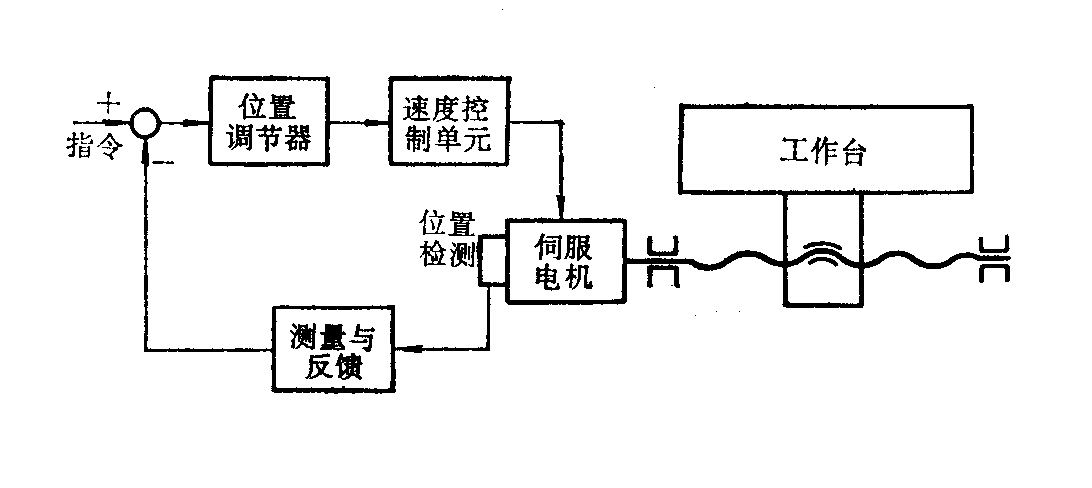 +
指令
−
位置
调节器
速度控
制单元
工作台
位置
检测
伺服
电机
测量与
反馈